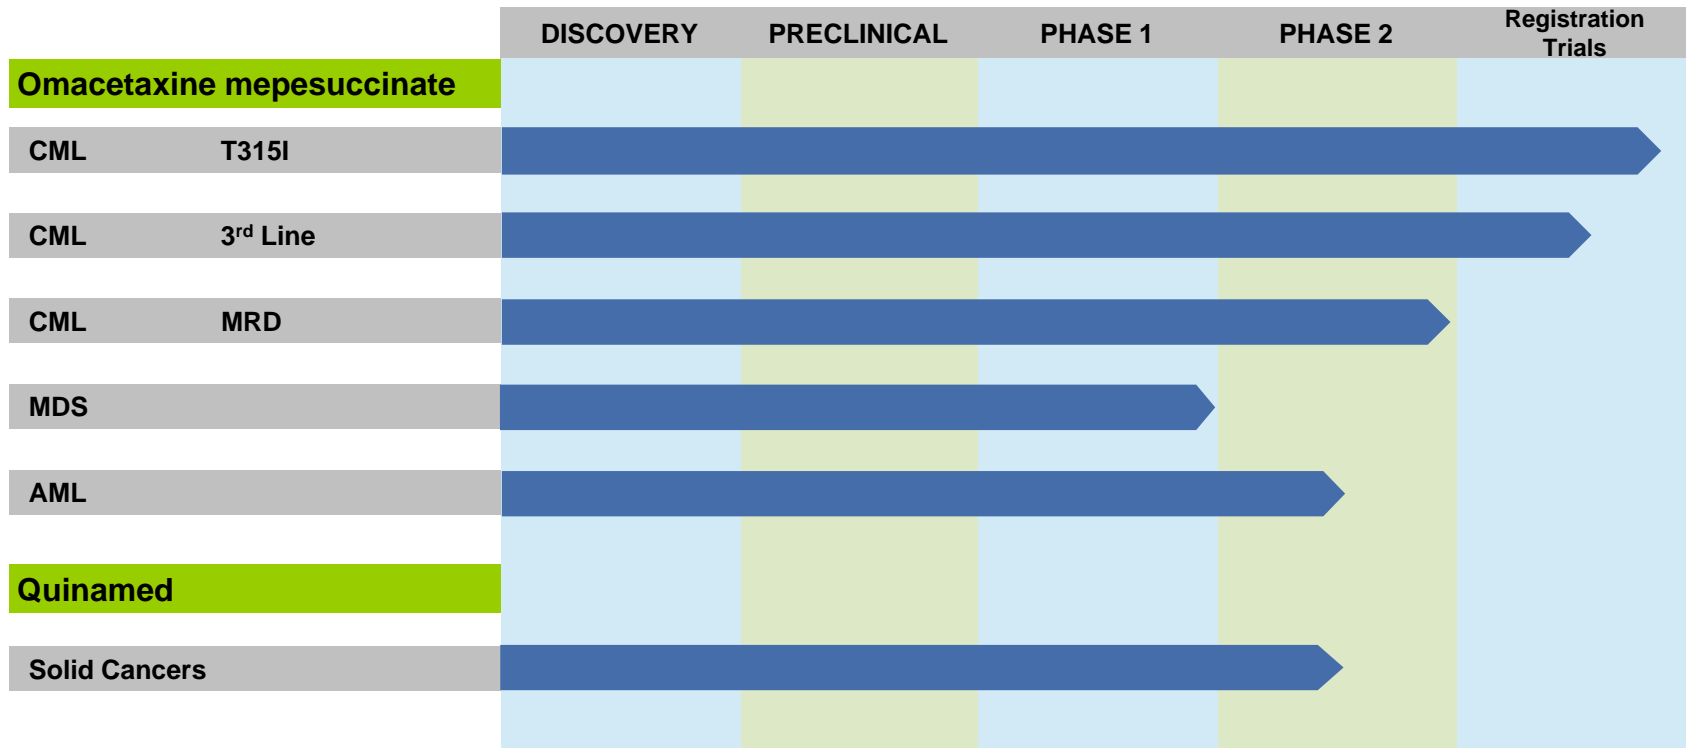 DISCOVERY PRECLINICAL PHASE 1 PHASE 2 Registration
Trials
Omacetaxine mepesuccinate
CML T315I
CML 3rd Line
CML MRD
MDS
AML
Quinamed
Solid Cancers